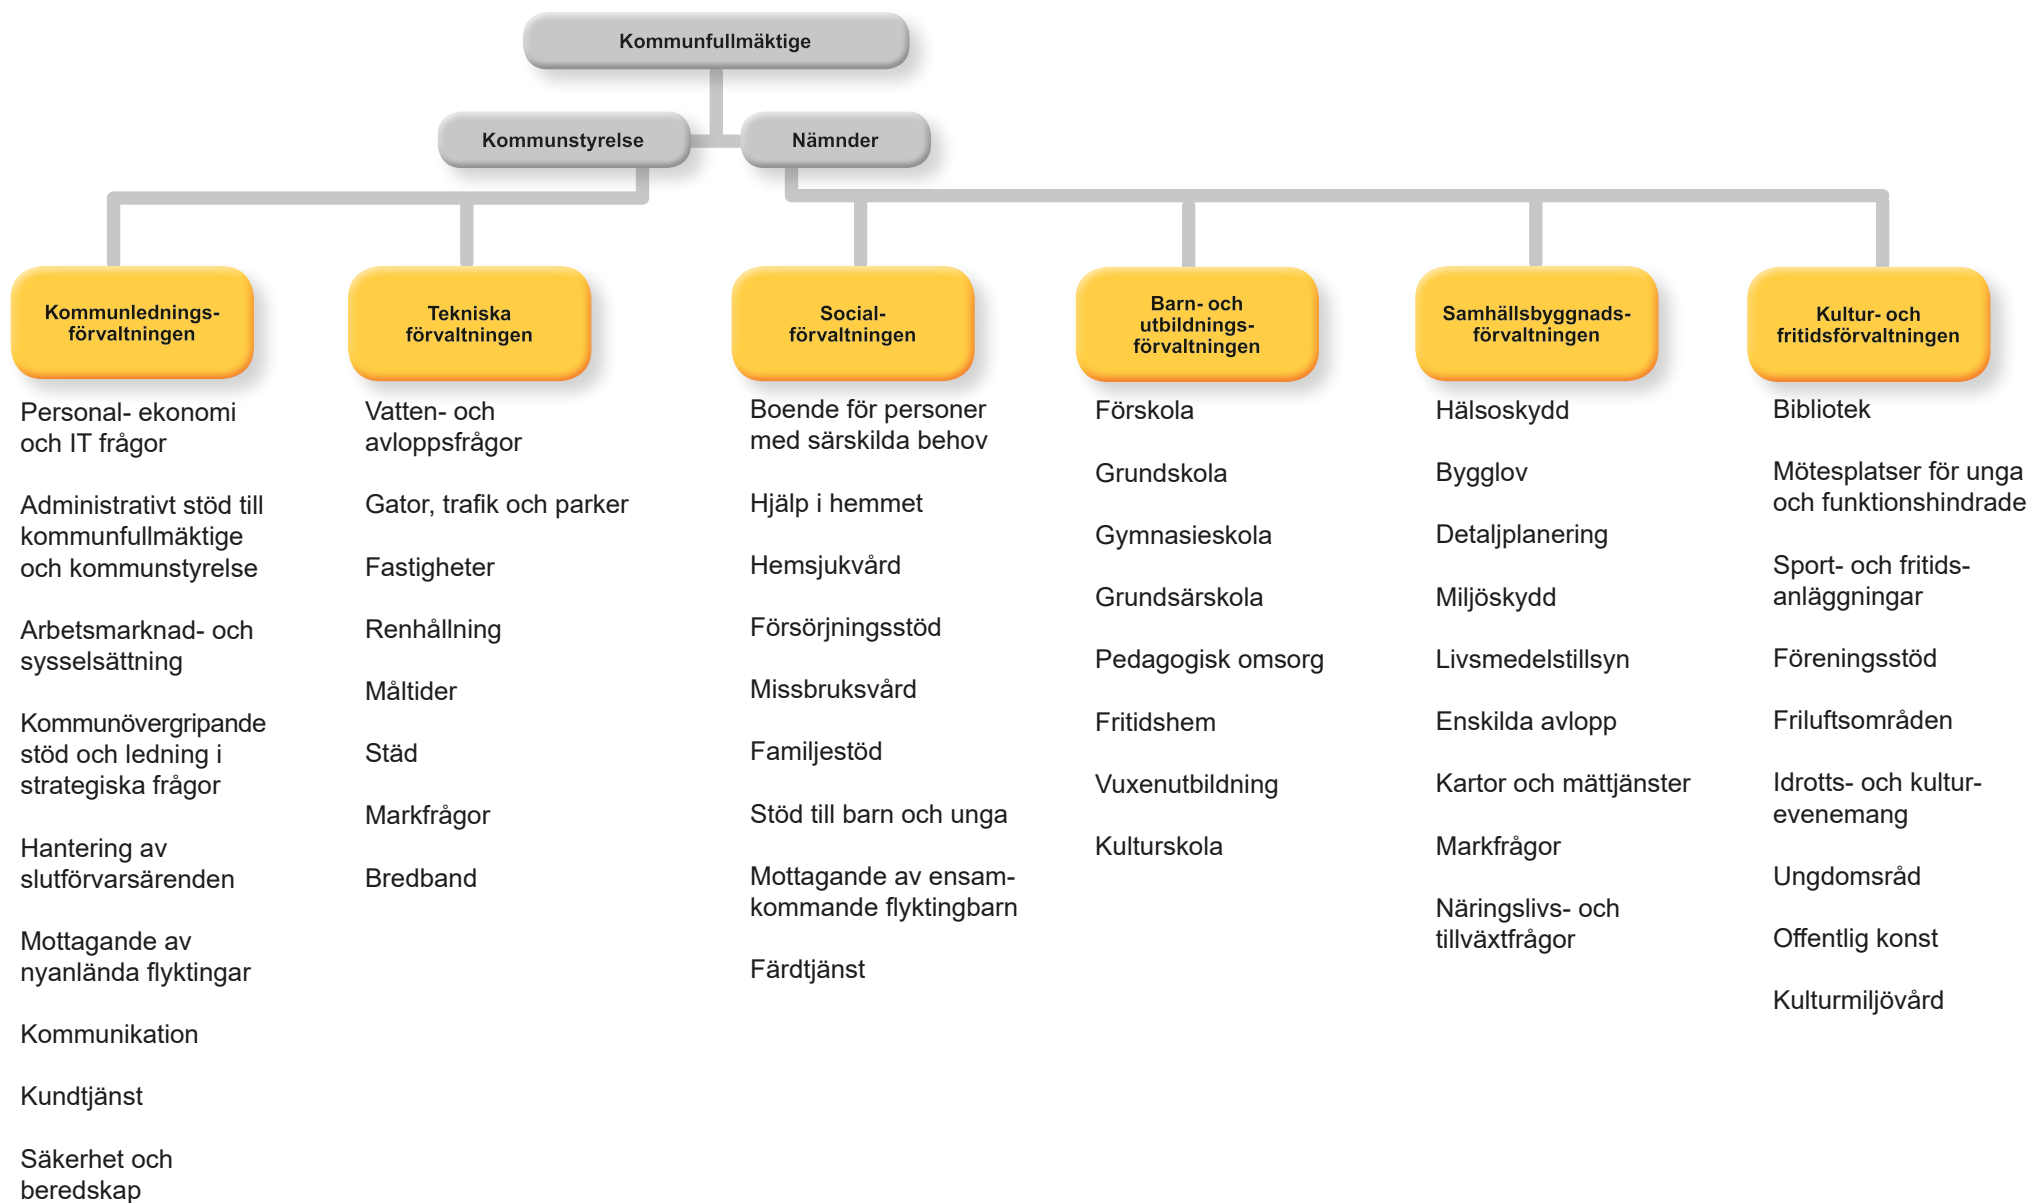 Kommunfullmäktige
Kommunstyrelse
Nämnder
Kommunlednings-
förvaltningen
Personal- ekonomi
och IT frågor
Administrativt stöd till
kommunfullmäktige
och kommunstyrelse
Arbetsmarknad- och
sysselsättning
Kommunövergripande
stöd och ledning i
strategiska frågor
Hantering av
slutförvarsärenden
Mottagande av
nyanlända flyktingar
Kommunikation
Kundtjänst
Säkerhet och
beredskap
Tekniska
förvaltningen
Vatten- och
avloppsfrågor
Gator, trafik och parker
Fastigheter
Renhållning
Måltider
Städ
Markfrågor
Bredband
Social-
förvaltningen
Boende för personer
med särskilda behov
Hjälp i hemmet
Hemsjukvård
Försörjningsstöd
Missbruksvård
Familjestöd
Stöd till barn och unga
Mottagande av ensam-
kommande flyktingbarn
Färdtjänst
Barn- och
utbildnings-
förvaltningen
Förskola
Grundskola
Gymnasieskola
Grundsärskola
Pedagogisk omsorg
Fritidshem
Vuxenutbildning
Kulturskola
Samhällsbyggnads-
förvaltningen
Hälsoskydd
Bygglov
Detaljplanering
Miljöskydd
Livsmedelstillsyn
Enskilda avlopp
Kartor och mättjänster
Markfrågor
Näringslivs- och
tillväxtfrågor
Kultur- och
fritidsförvaltningen
Bibliotek
Mötesplatser för unga
och funktionshindrade
Sport- och fritids-
anläggningar
Föreningsstöd
Friluftsområden
Idrotts- och kultur-
evenemang
Ungdomsråd
Offentlig konst
Kulturmiljövård